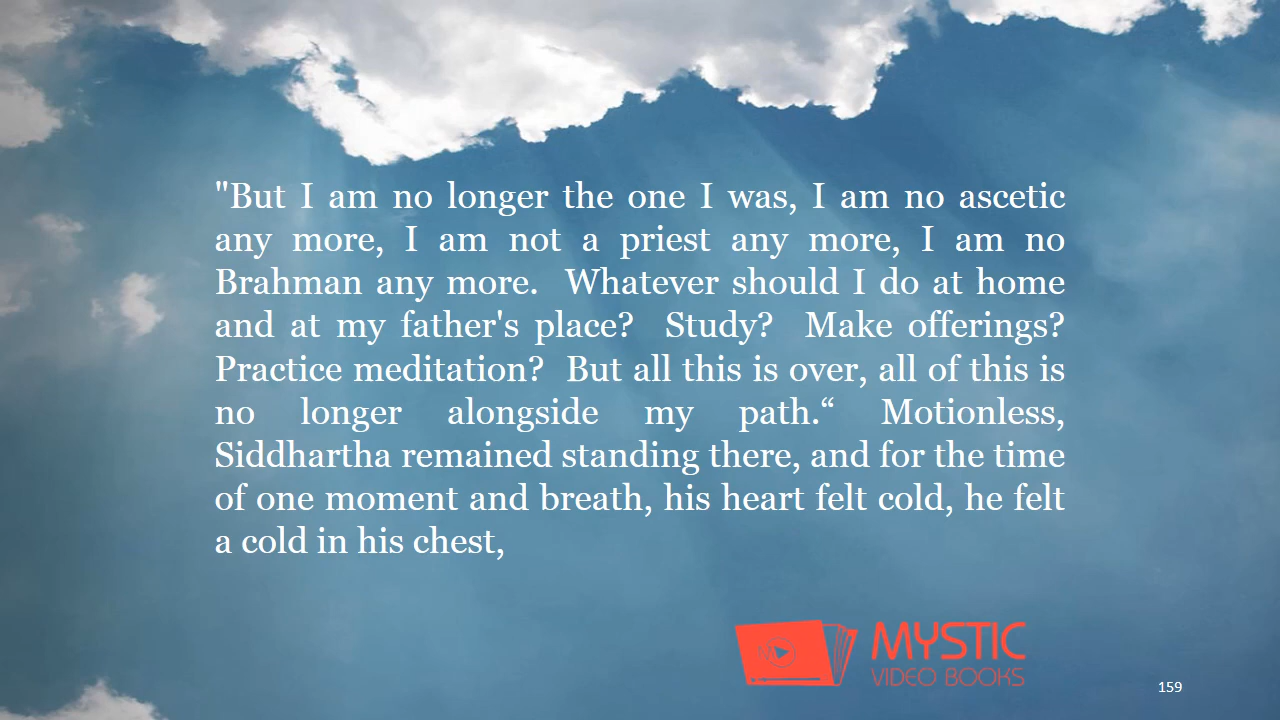 "But I am no longer the one I was, I am no ascetic
any more, I am not a priest any more, I am no
Brahman any more.  Whatever should I do at home
and at my father's place?  Study?  Make offerings?
Practice meditation?  But all this is over, all of this is
no longer alongside my path.“ Motionless,
Siddhartha remained standing there, and for the time
of one moment and breath, his heart felt cold, he felt
a cold in his chest,
MYSTIC
VIDEO BOOKS
159